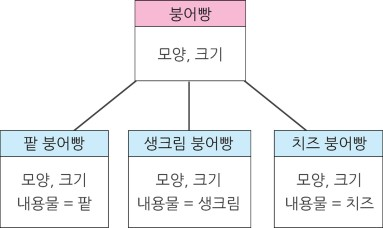 붕어빵
모양, 크기
팥 붕어빵
생크림 붕어빵
치즈 붕어빵
모양, 크기
내용물 = 팥
모양, 크기
내용물 = 생크림
모양, 크기
내용물 = 치즈